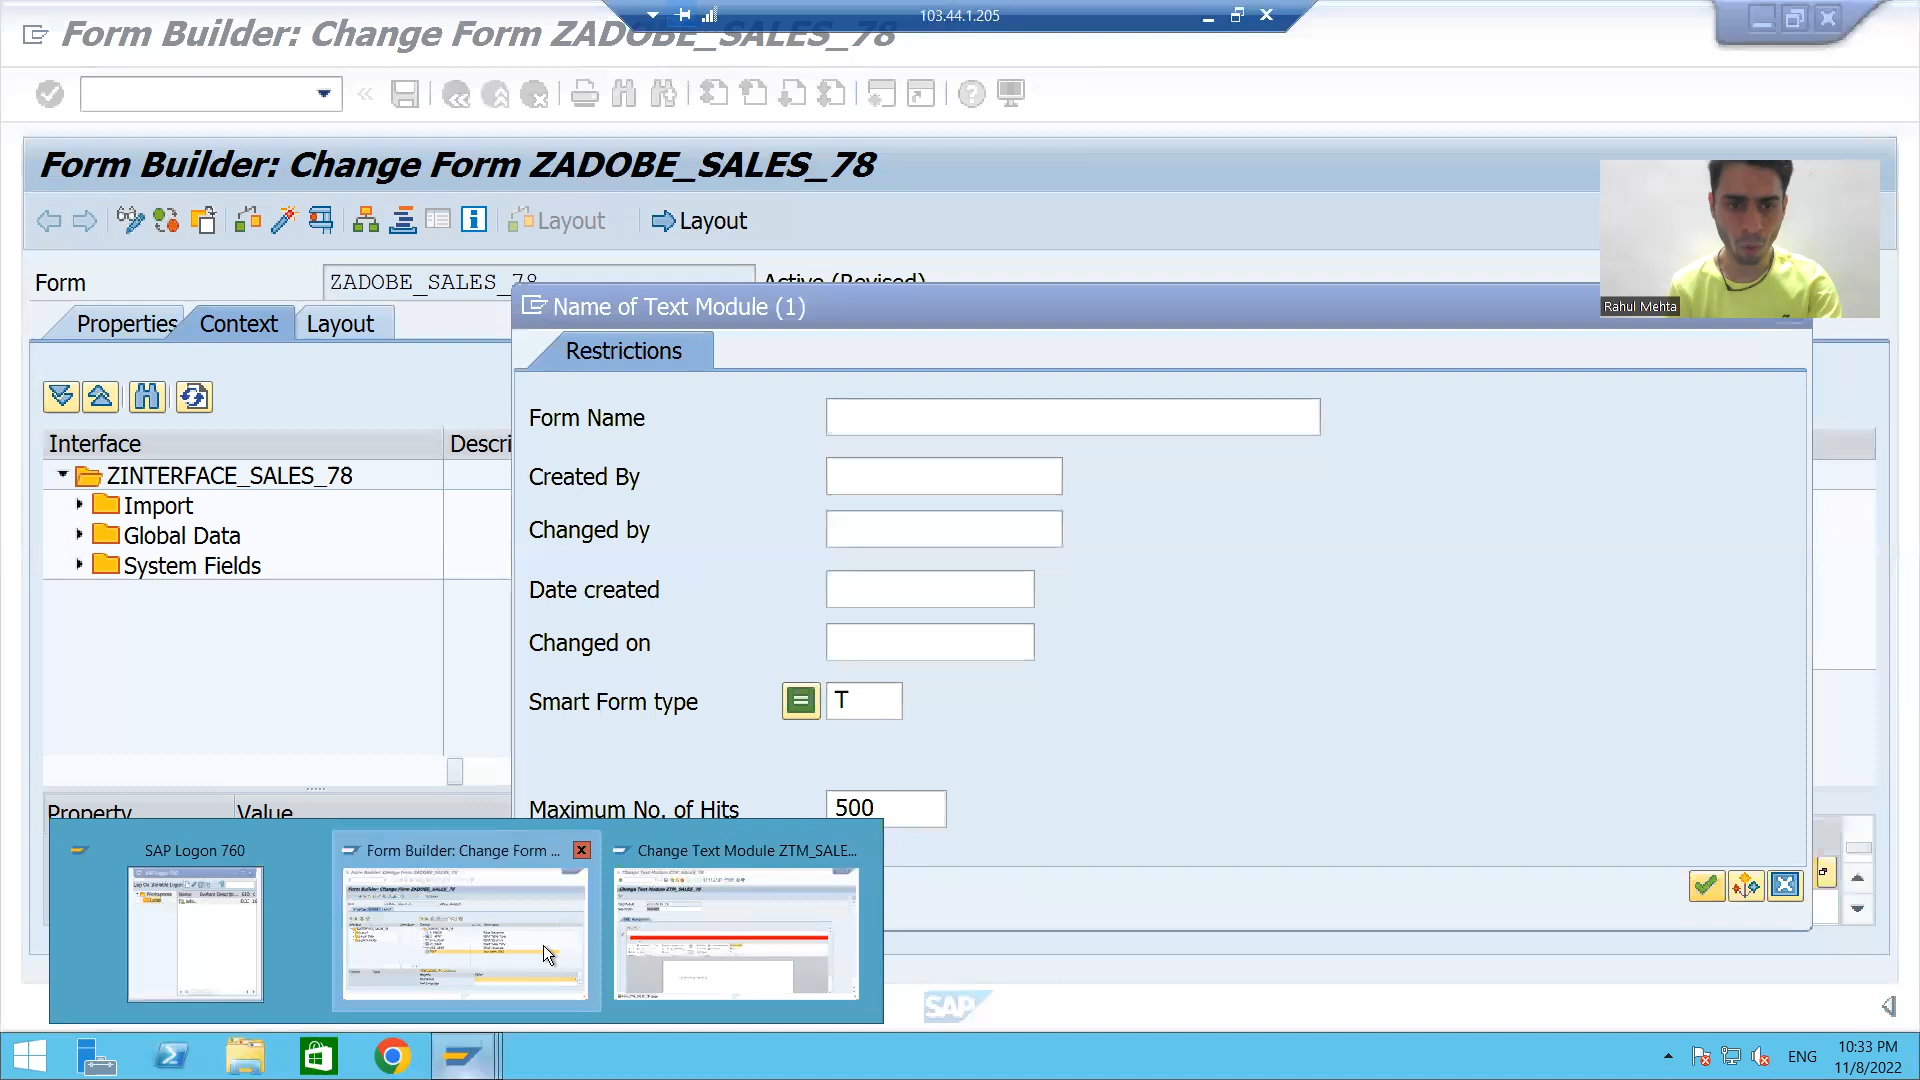 Form Builder: Change Form ZADOBE_SALES_78
103.44.1.205
Form Builder: Change Form ZADOBE_SALES_78
Layout
Layout
Form
ZADOBE_SALES_78
Active (Revised)
Rahul Mehta
Properties
Context
Layout
Name of Text Module (1)
Restrictions
Form Name
Created By
Changed by
Date created
Changed on
Smart Form type
T
Maximum No. of Hits
500
Interface
Descri
ZINTERFACE_SALES_78
Import
Global Data
System Fields
Property
Value
SAP Logon 760
Form Builder: Change Form ...
Change Text Module ZTM_SALE...
SAP
ENG
10:33 PM
11/8/2022